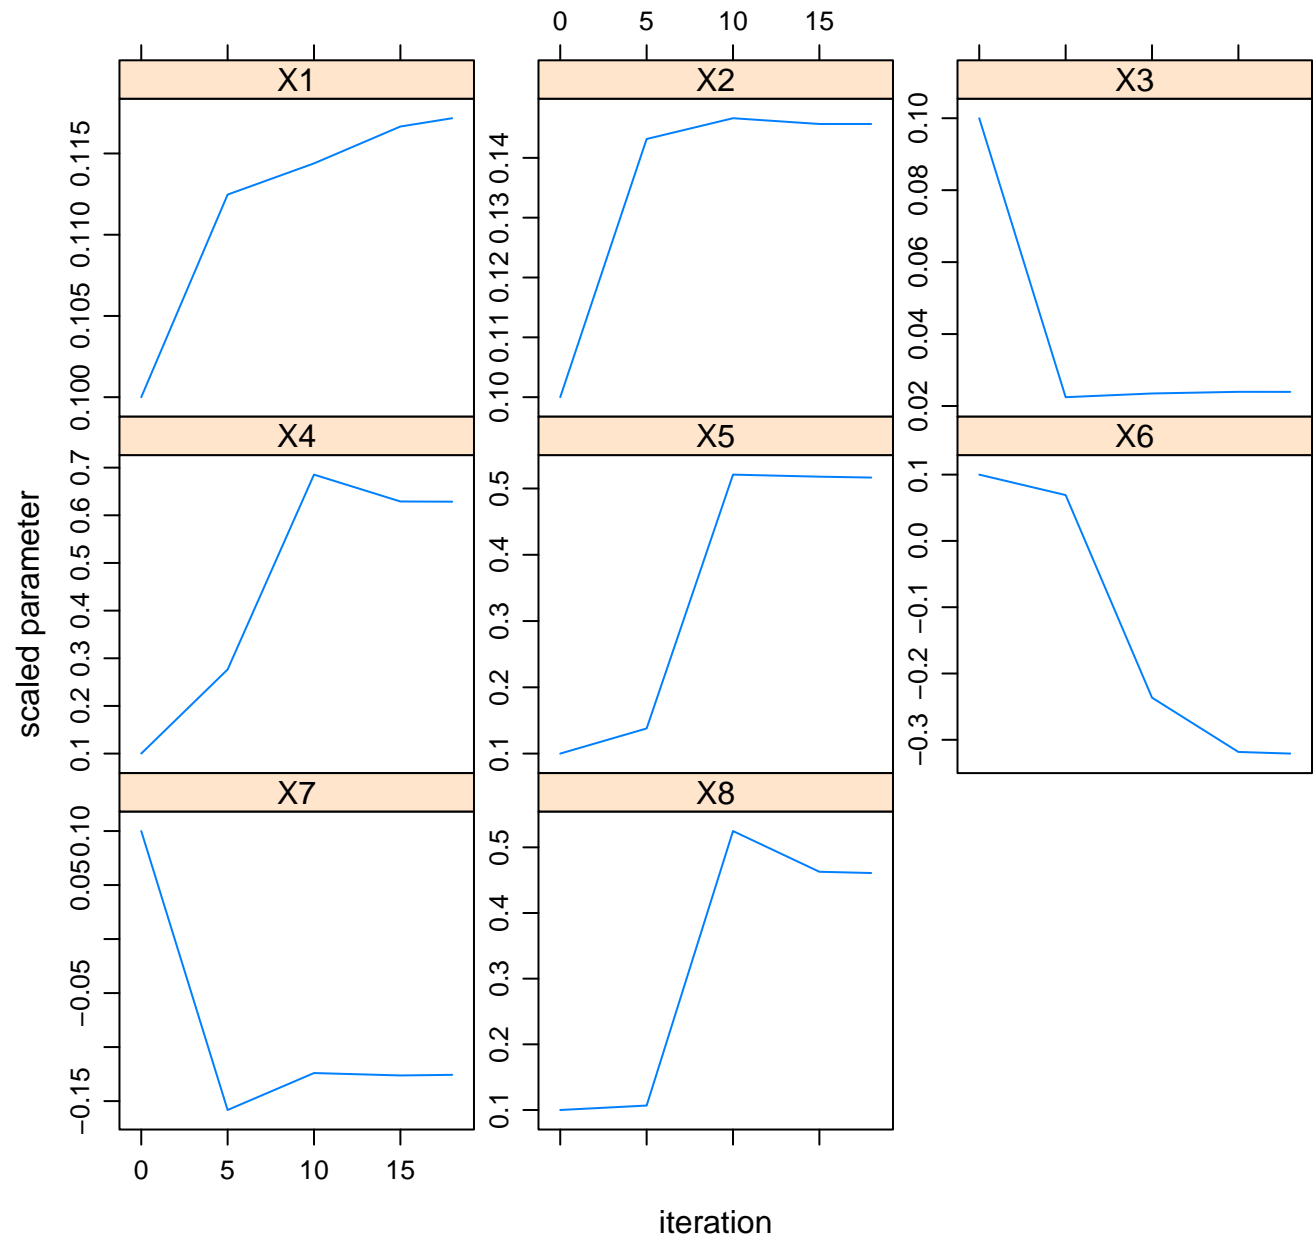 0 5 10 15
X1 X2 X3
0.100 0.105 0.110 0.115
0.10 0.11 0.12 0.13 0.14
0.02 0.04 0.06 0.08 0.10
X4 X5 X6
0.1 0.2 0.3 0.4 0.5 0.6 0.7
0.1 0.2 0.3 0.4 0.5
−0.3 −0.2 −0.1 0.0 0.1
scaled parameter
X7 X8
−0.15 −0.05 0.05 0.10
0.1 0.2 0.3 0.4 0.5
0 5 10 15
iteration